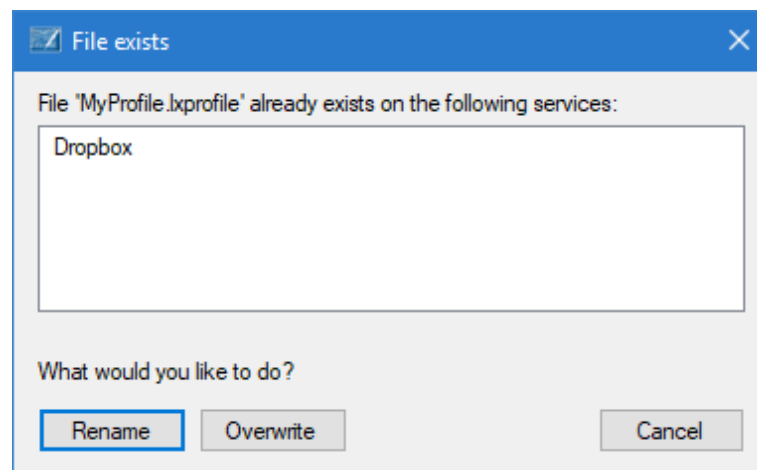 File exists
File 'MyProfile.lxprofile' already exists on the following services:
Dropbox
What would you like to do?
Rename
Overwrite
Cancel